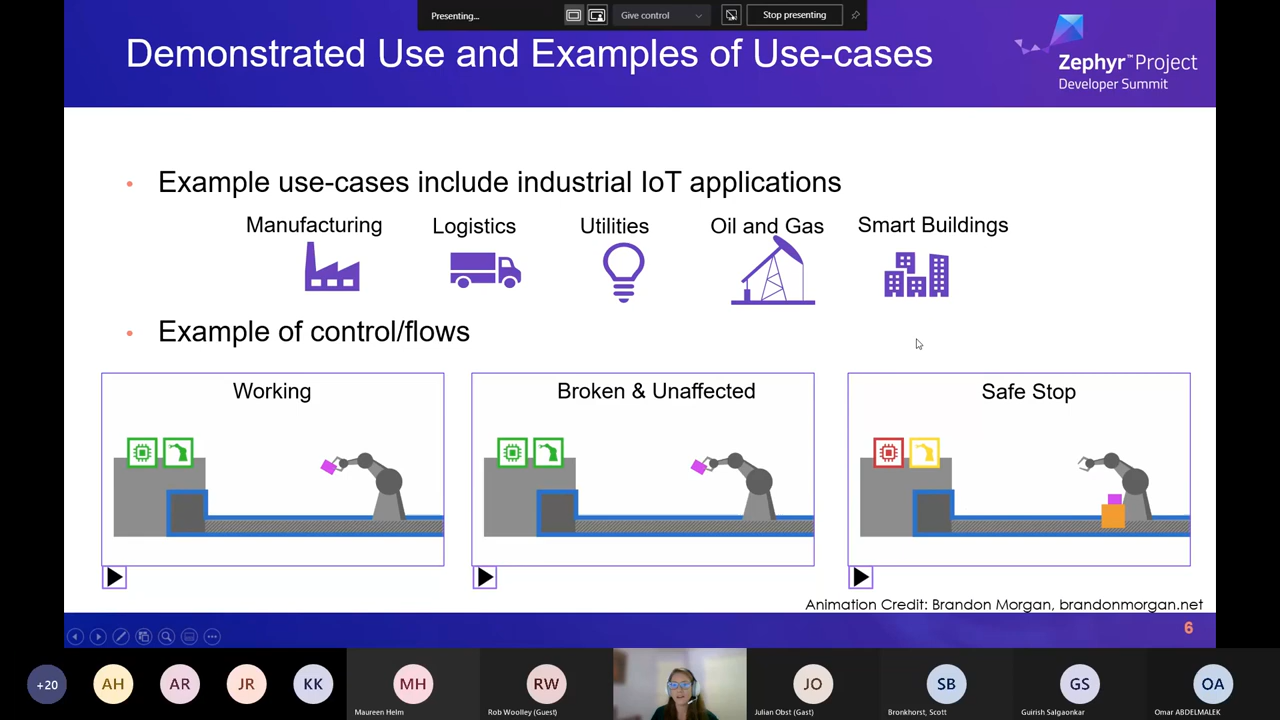 Presenting...
Give control
Stop presenting
Demonstrated Use and Examples of Use-cases
Zephyr™Project
Developer Summit
• Example use-cases include industrial IoT applications
Manufacturing
Logistics
Utilities
Oil and Gas
Smart Buildings
• Example of control/flows
Working
Broken & Unaffected
Safe Stop
Animation Credit: Brandon Morgan, brandonmorgan.net
6
+20
AH
AR
JR
KK
MH
Maureen Helm
RW
Rob Woolley (Guest)
JO
Julian Obst (Gast)
SB
Bronkhorst, Scott
GS
Guirish Salgaonkar
OA
Omar ABDELMALEK